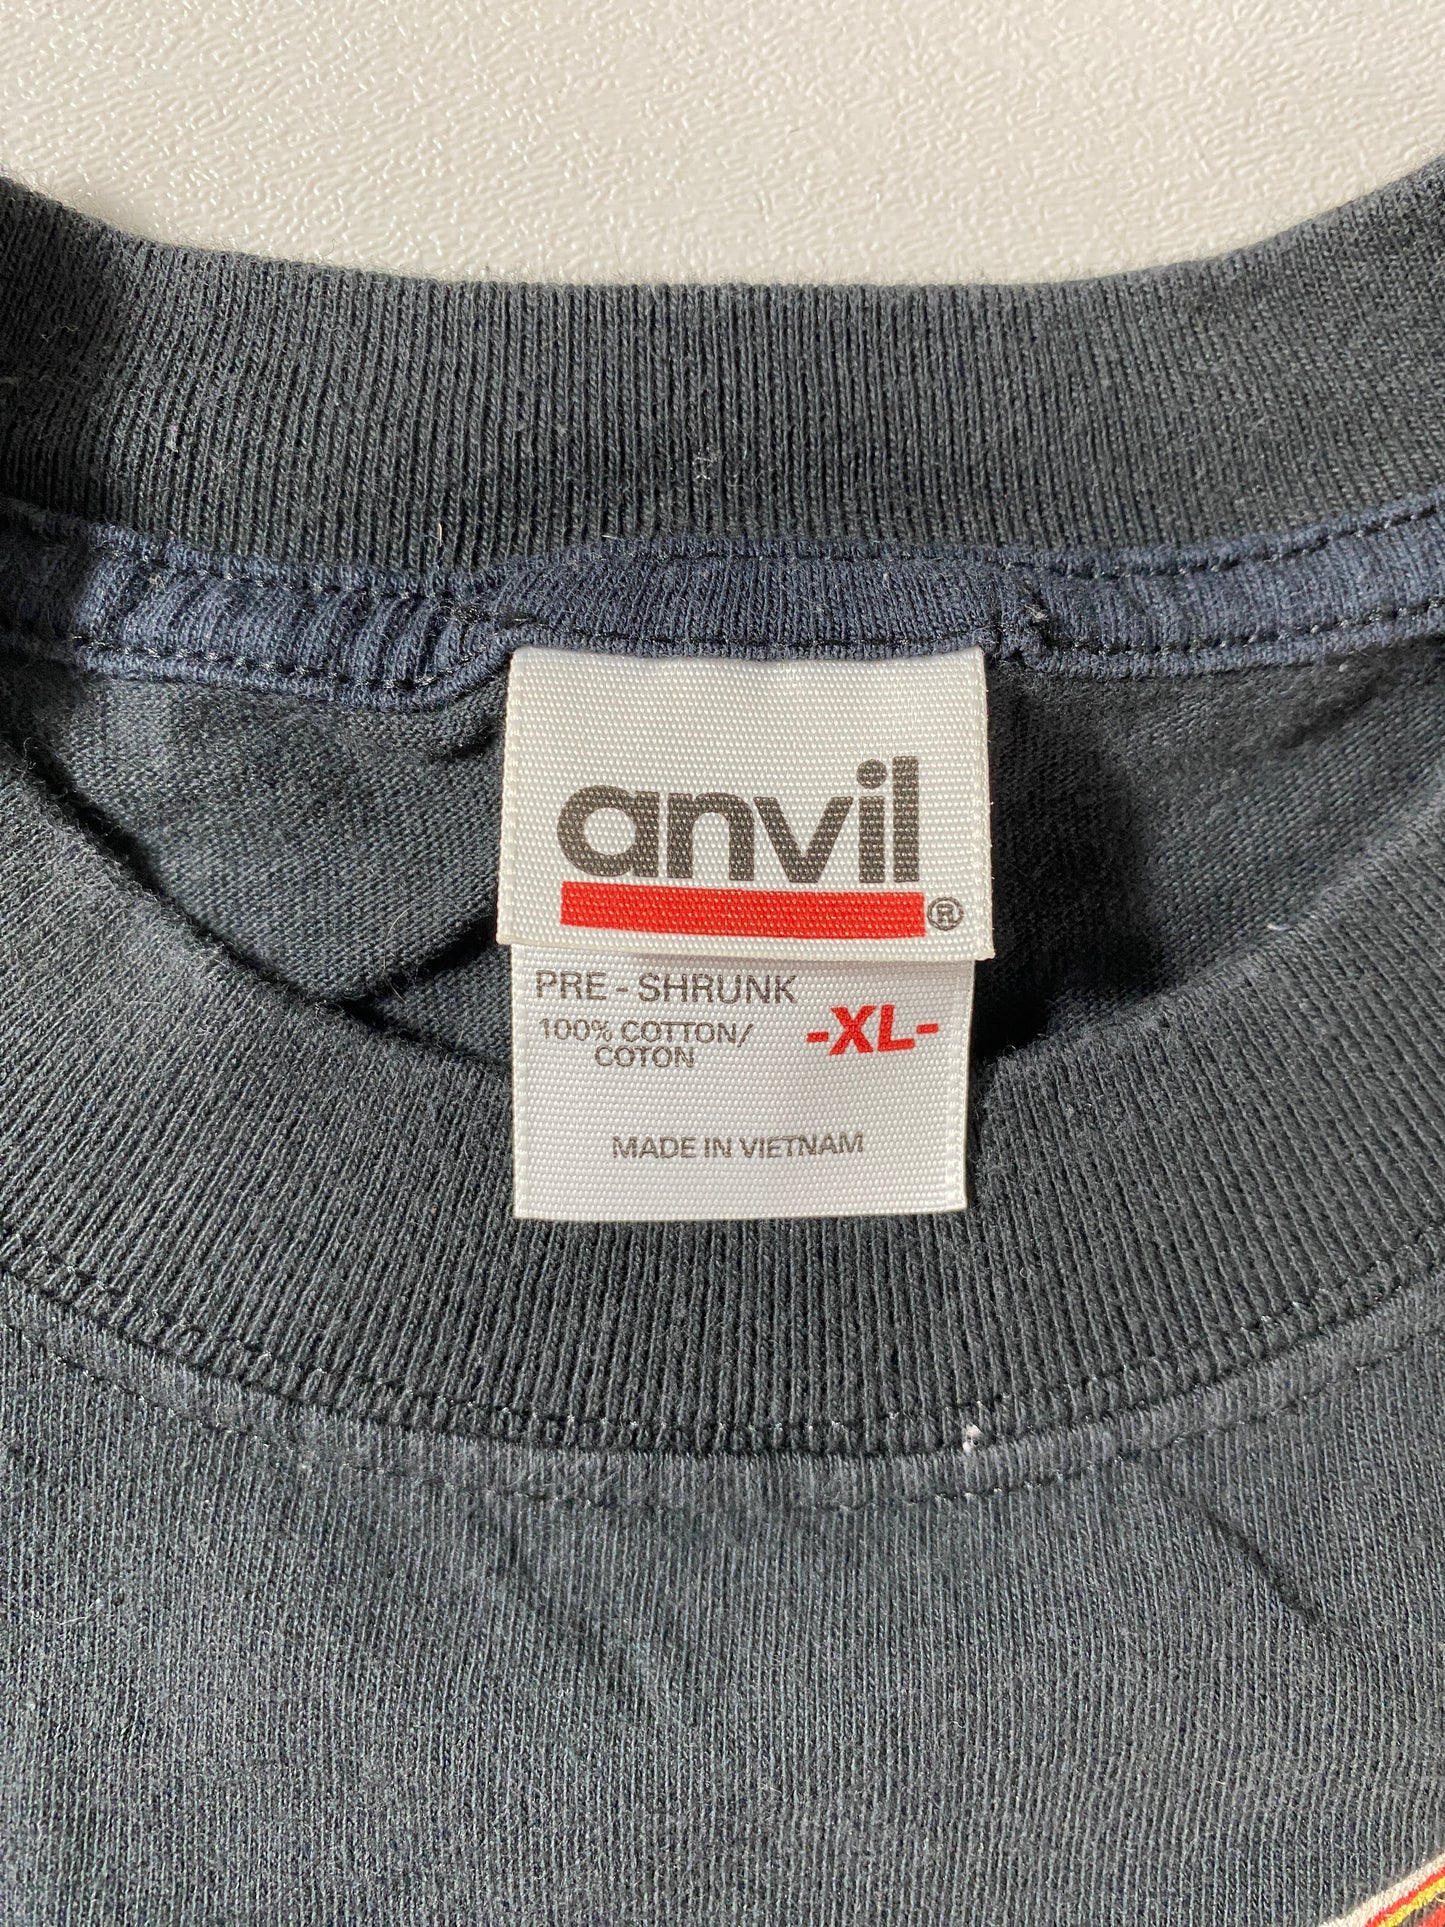 anvil®
PRE - SHRUNK
100% COTTON/
COTON
-XL-
MADE IN VIETNAM